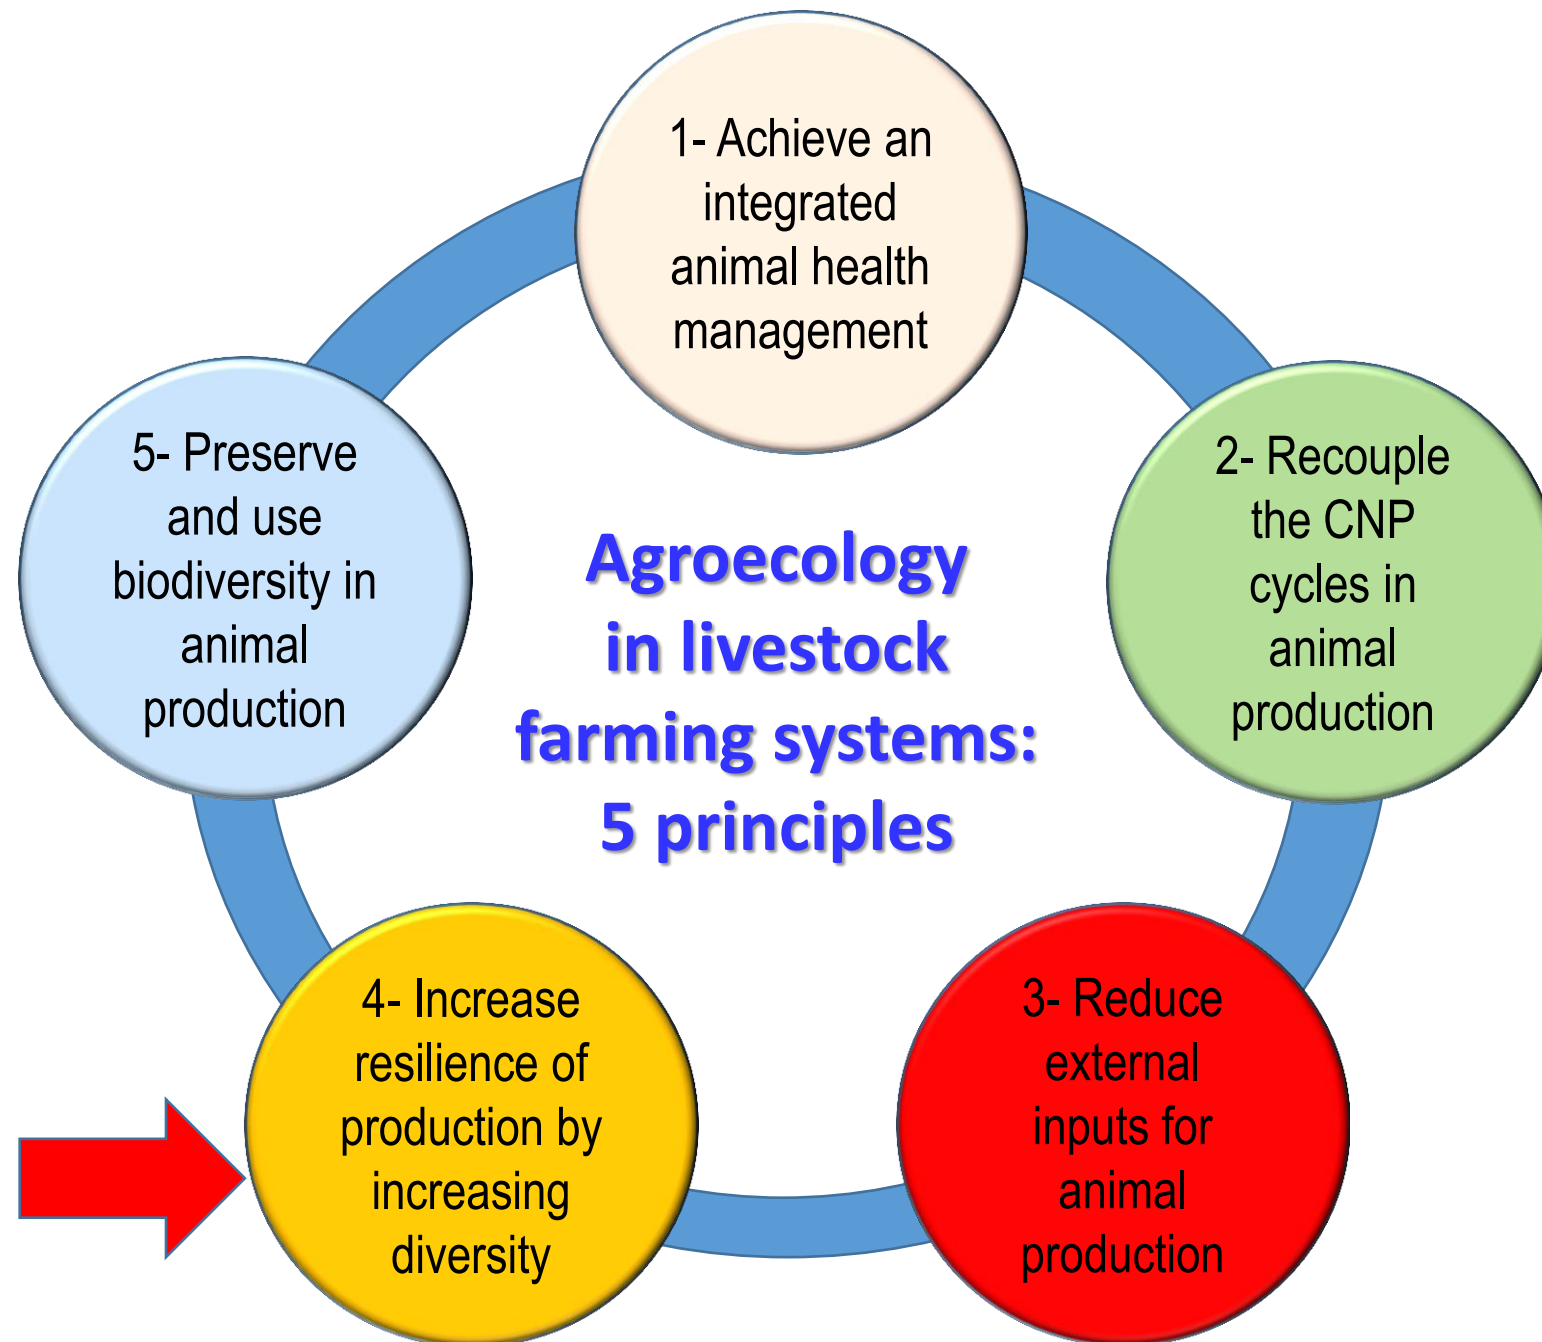 1- Achieve an
integrated
animal health
management
2- Recouple
the CNP
cycles in
animal
production
3- Reduce
external
inputs for
animal
production
4- Increase
resilience of
production by
increasing
diversity
5- Preserve
and use
biodiversity in
animal
production
Agroecology
in livestock
farming systems:
5 principles